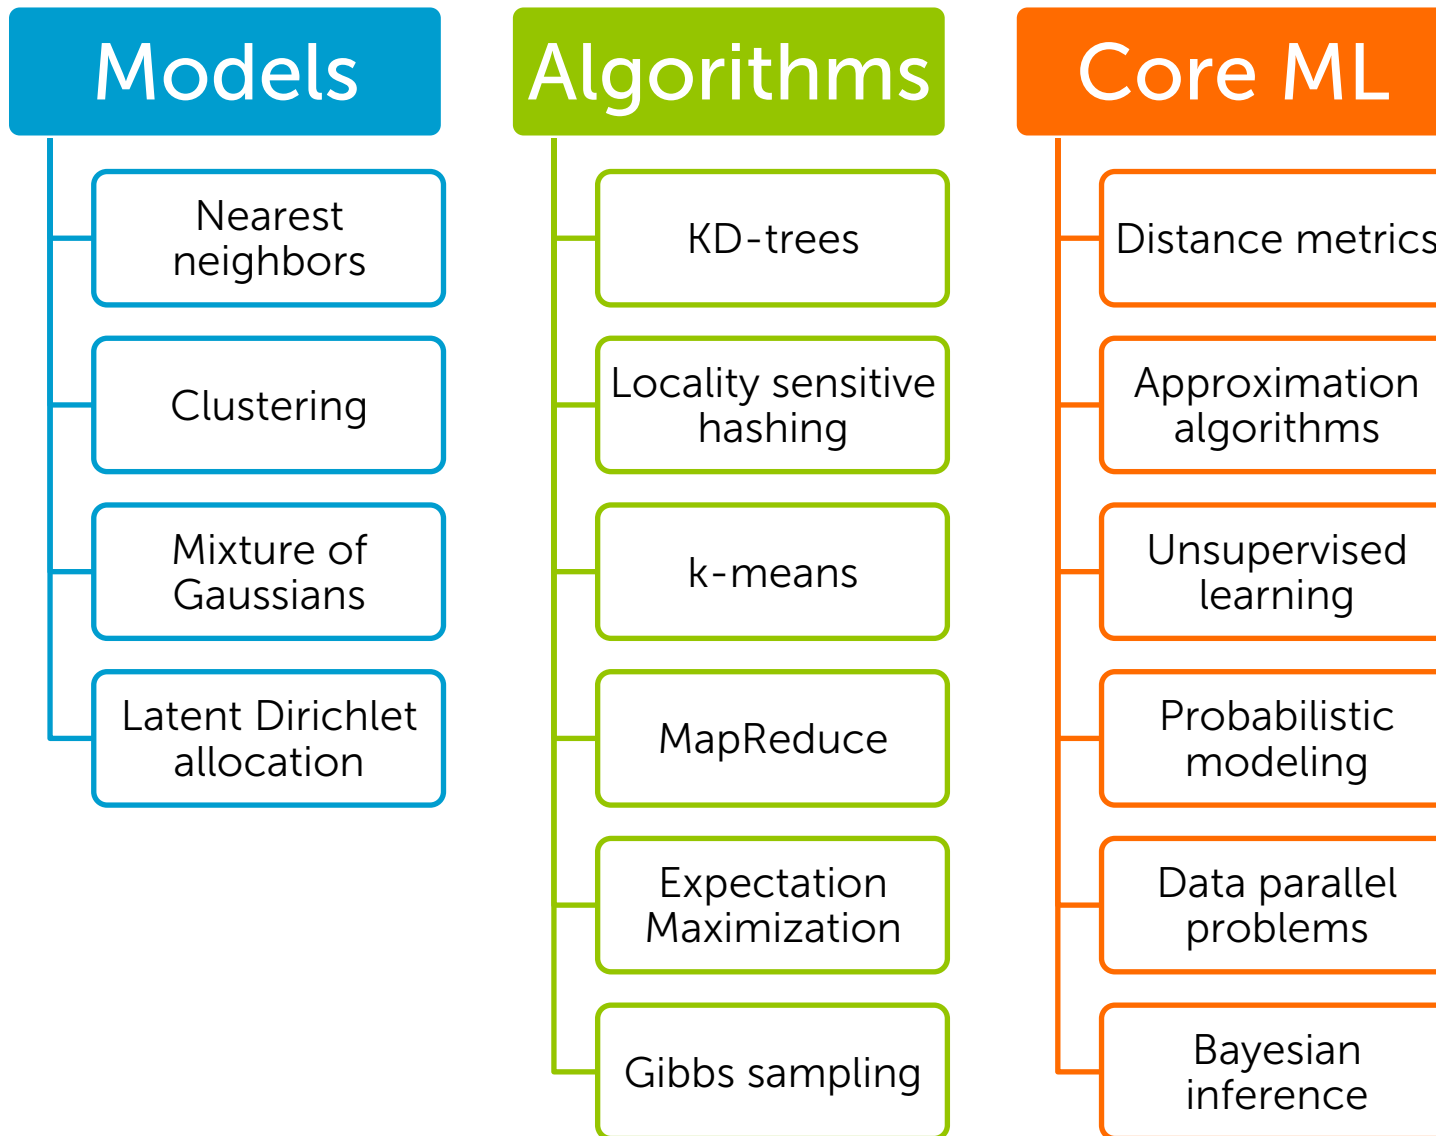 Models
Nearest
neighbors
Clustering
Mixture of
Gaussians
Latent Dirichlet
allocation
Algorithms
KD-trees
Locality sensitive
hashing
k-means
MapReduce
Expectation
Maximization
Gibbs sampling
Core ML
Distance metrics
Approximation
algorithms
Unsupervised
learning
Probabilistic
modeling
Data parallel
problems
Bayesian
inference